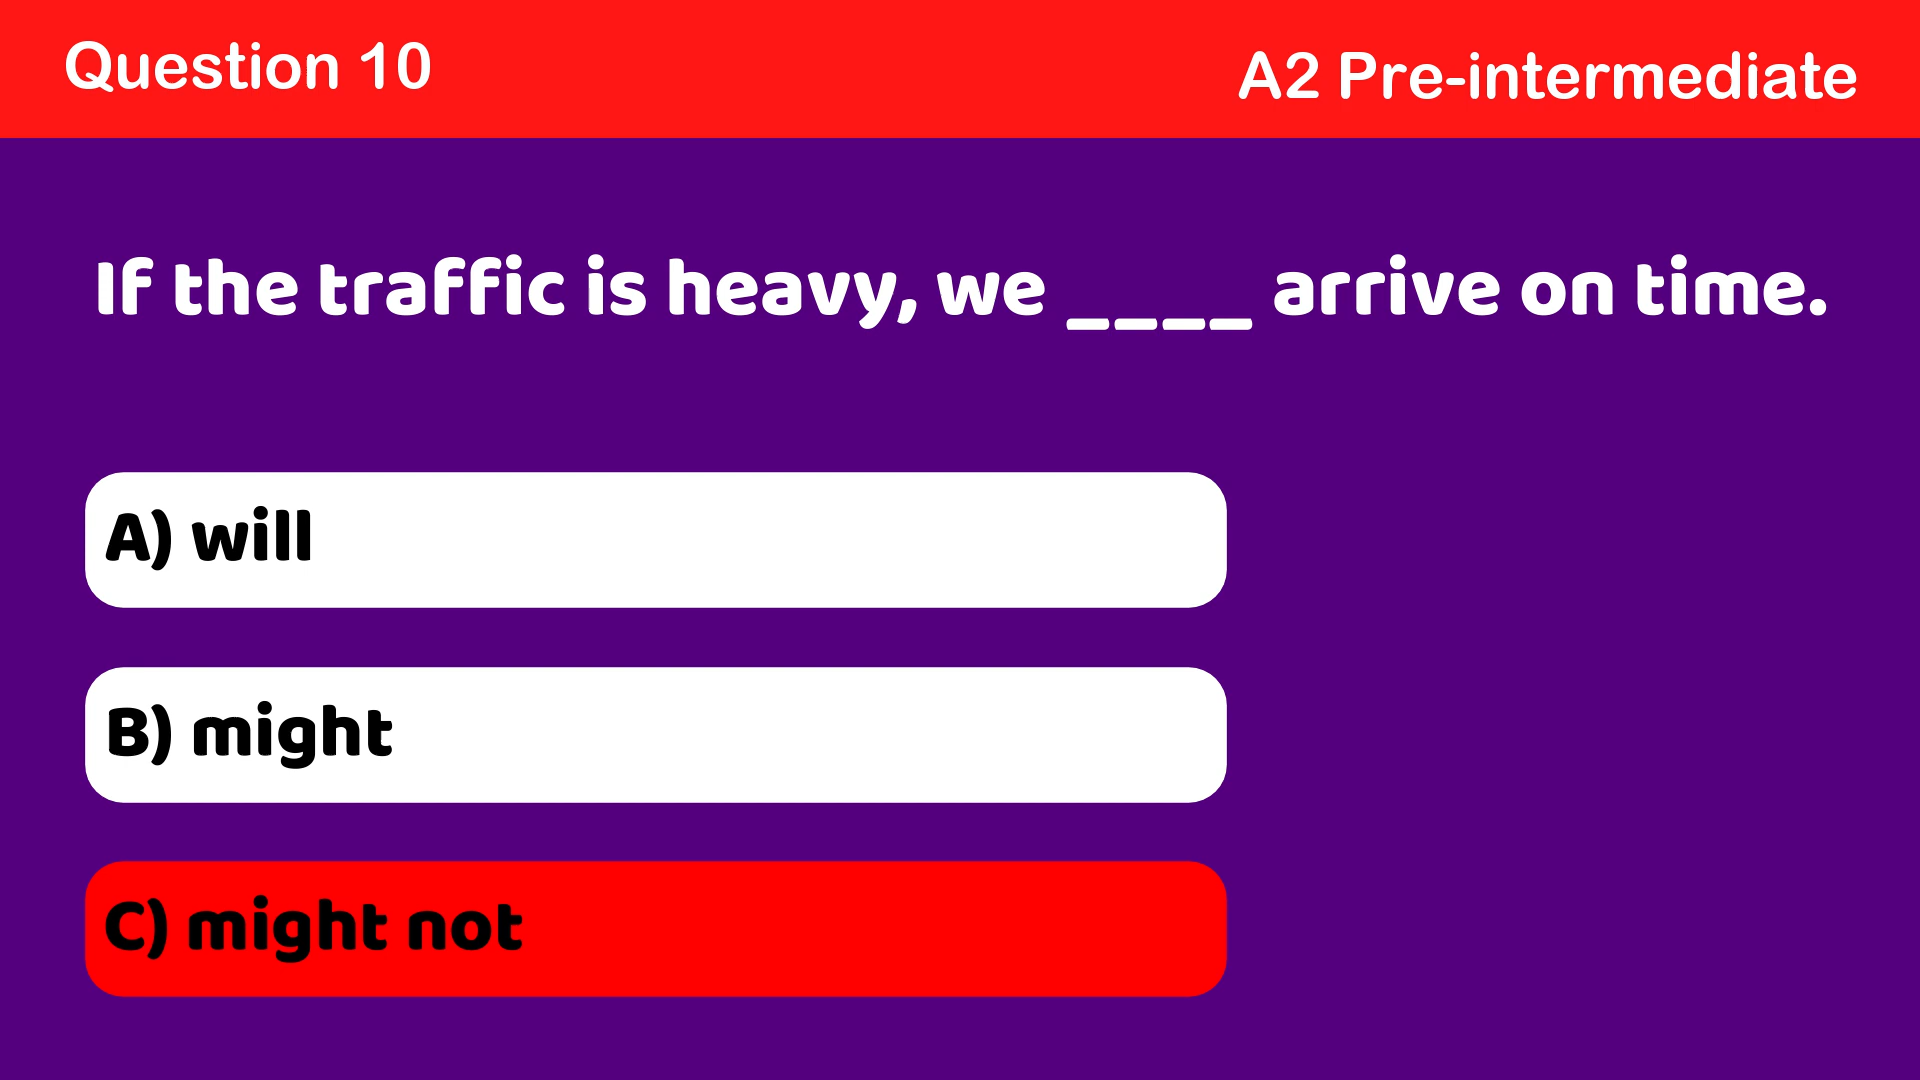 Question 10
A2 Pre-intermediate
If the traffic is heavy, we ____ arrive on time.
A) will
B) might
C) might not